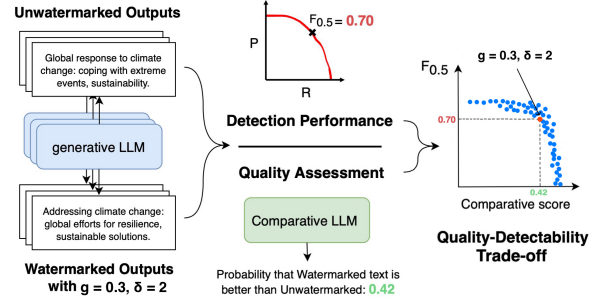 Unwatermarked Outputs
Global response to climate
change: coping with extreme
events, sustainability.
generative LLM
Addressing climate change:
global efforts for resilience,
sustainable solutions.
Watermarked Outputs
with g = 0.3, δ = 2
F0.5 = 0.70
P
R
Detection Performance
Quality Assessment
Comparative LLM
Probability that Watermarked text is
better than Unwatermarked: 0.42
F0.5
g = 0.3, δ = 2
0.70
0.42
Comparative score
Quality-Detectability
Trade-off